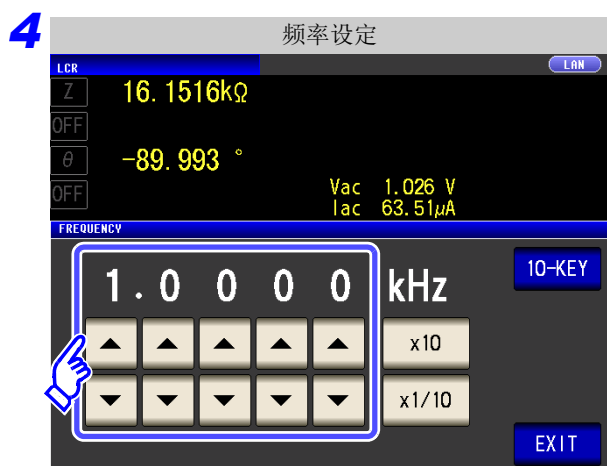 4
频率设定
LCR
LAN
Z 16.1516kΩ
OFF
θ -89.993 °
OFF
Vac 1.026 V
Iac 63.51μA
FREQUENCY
1.0000 kHz
10-KEY
▲ ▲ ▲ ▲ ▲ x10
▼ ▼ ▼ ▼ ▼ x1/10
EXIT